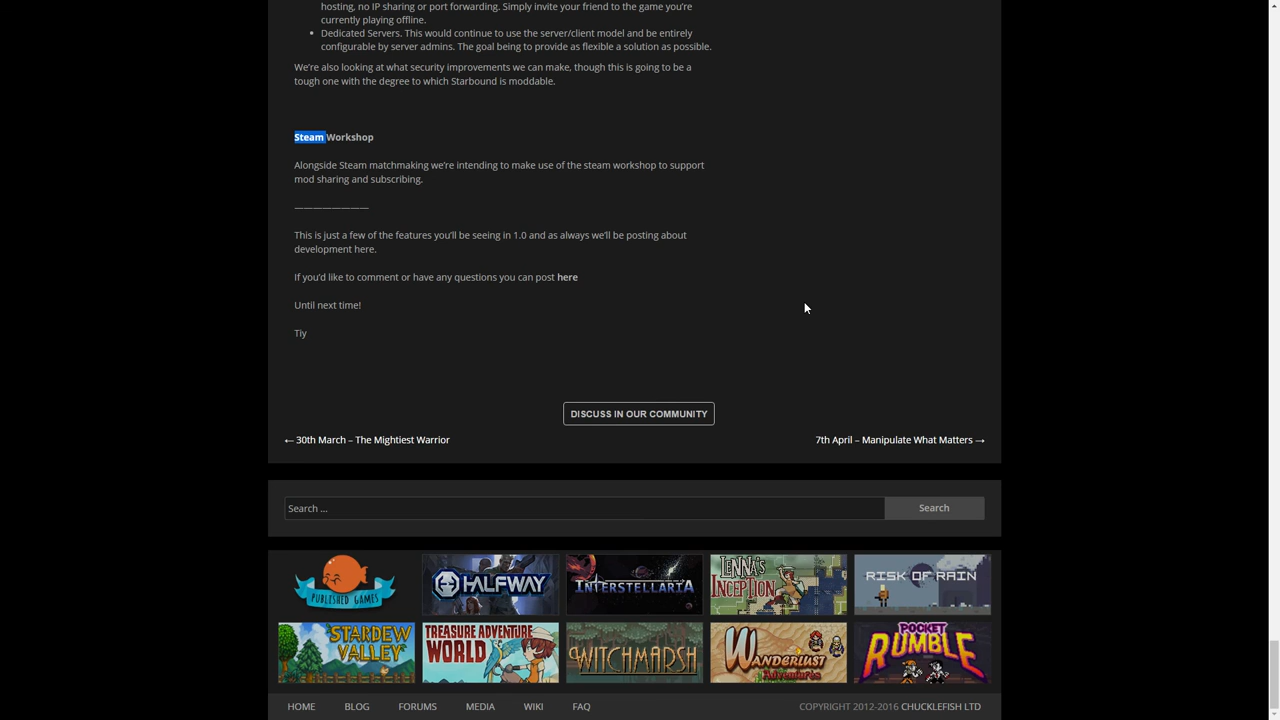 hosting, no IP sharing or port forwarding. Simply invite your friend to the game you’re
currently playing offline.
• Dedicated Servers. This would continue to use the server/client model and be entirely
configurable by server admins. The goal being to provide as flexible a solution as possible.
We’re also looking at what security improvements we can make, though this is going to be a
tough one with the degree to which Starbound is moddable.
Steam Workshop
Alongside Steam matchmaking we’re intending to make use of the steam workshop to support
mod sharing and subscribing.
————————
This is just a few of the features you’ll be seeing in 1.0 and as always we’ll be posting about
development here.
If you’d like to comment or have any questions you can post here
Until next time!
Tiy
DISCUSS IN OUR COMMUNITY
← 30th March – The Mightiest Warrior
7th April – Manipulate What Matters →
Search …
Search
PUBLISHED GAMES
HALFWAY
INTERSTELLARIA
LENNA'S
INCEPTION
RISK OF RAIN
STARDEW
VALLEY
TREASURE ADVENTURE
WORLD
WITCHMARSH
WANDERLUST
Adventures
POCKET
RUMBLE
HOME
BLOG
FORUMS
MEDIA
WIKI
FAQ
COPYRIGHT 2012-2016 CHUCKLEFISH LTD